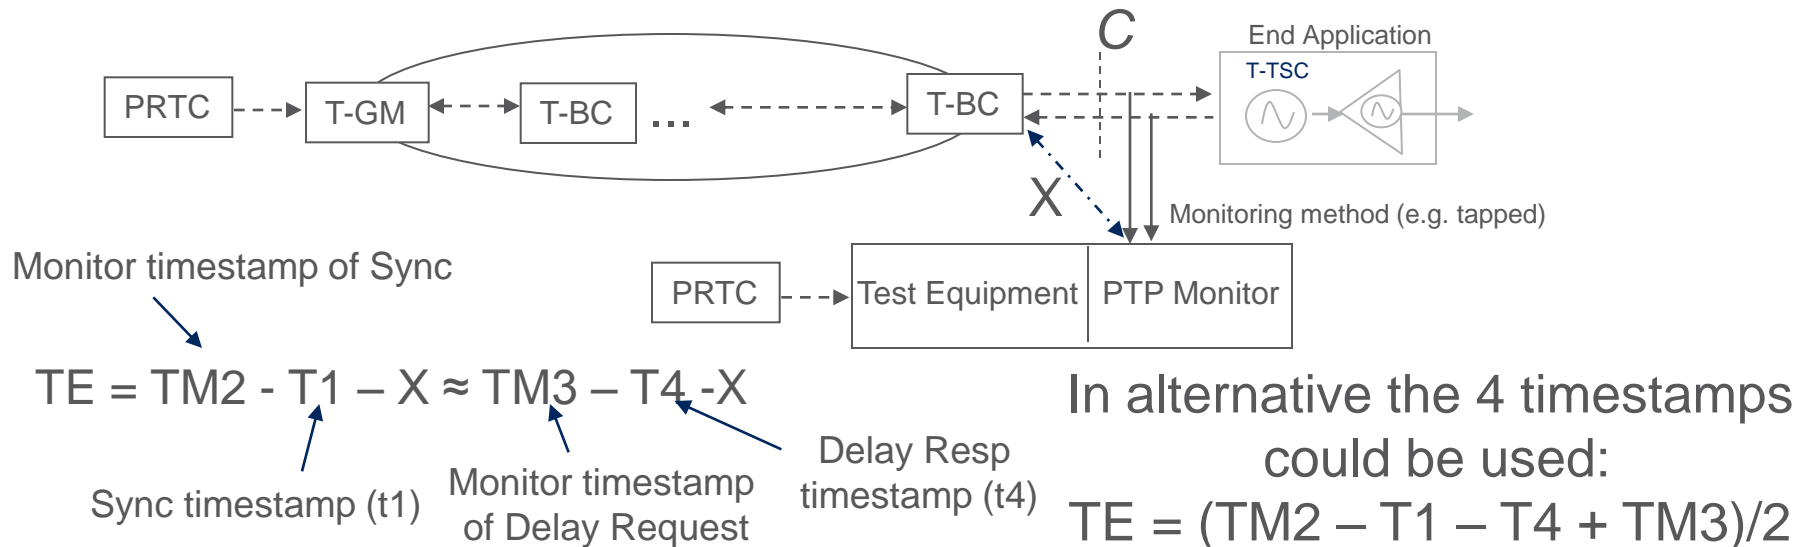 C
End Application
T-TSC
PRTC
T-GM
T-BC
...
T-BC
X
Monitoring method (e.g. tapped)
Monitor timestamp of Sync
PRTC
Test Equipment
PTP Monitor
TE = TM2 - T1 – X ≈ TM3 – T4 -X
Sync timestamp (t1)
Monitor timestamp
of Delay Request
Delay Resp
timestamp (t4)
In alternative the 4 timestamps
could be used:
TE = (TM2 – T1 – T4 + TM3)/2